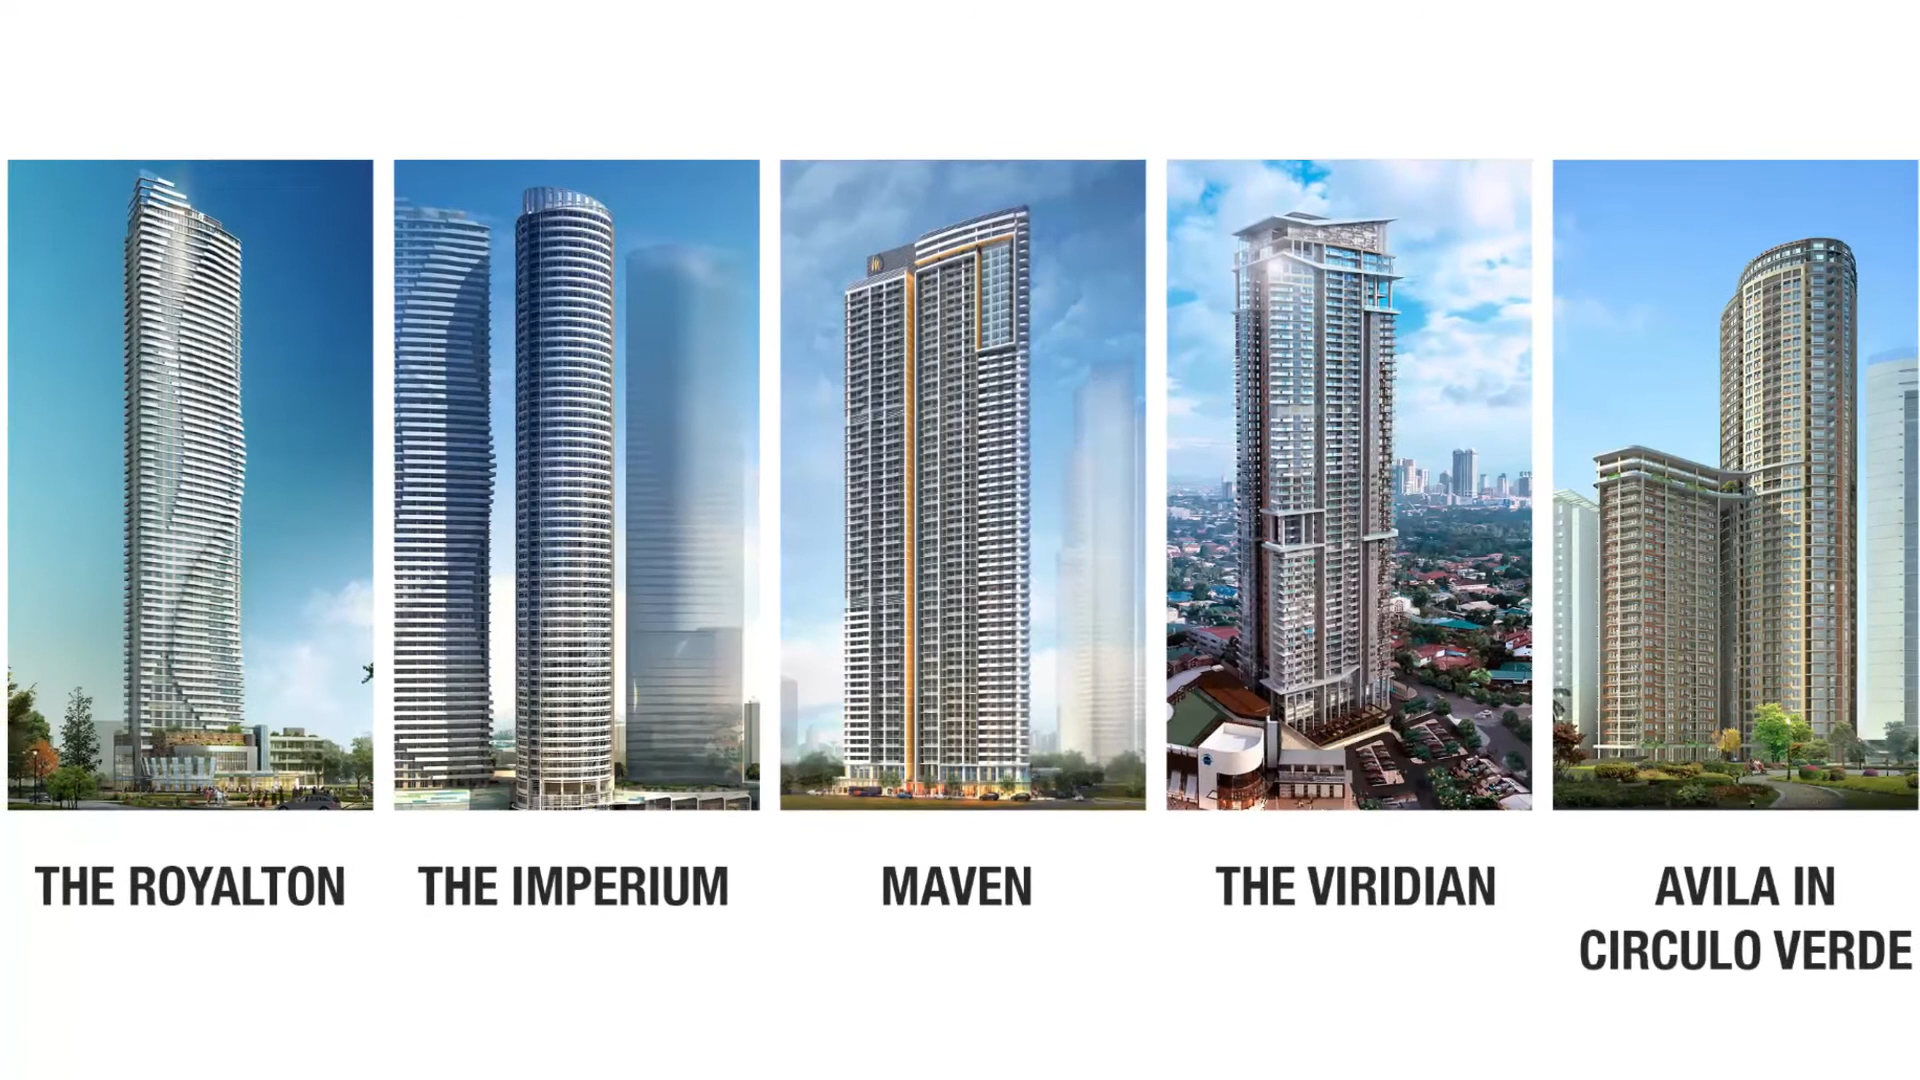 THE ROYALTON
THE IMPERIUM
MAVEN
THE VIRIDIAN
AVILA IN
CIRCULO VERDE